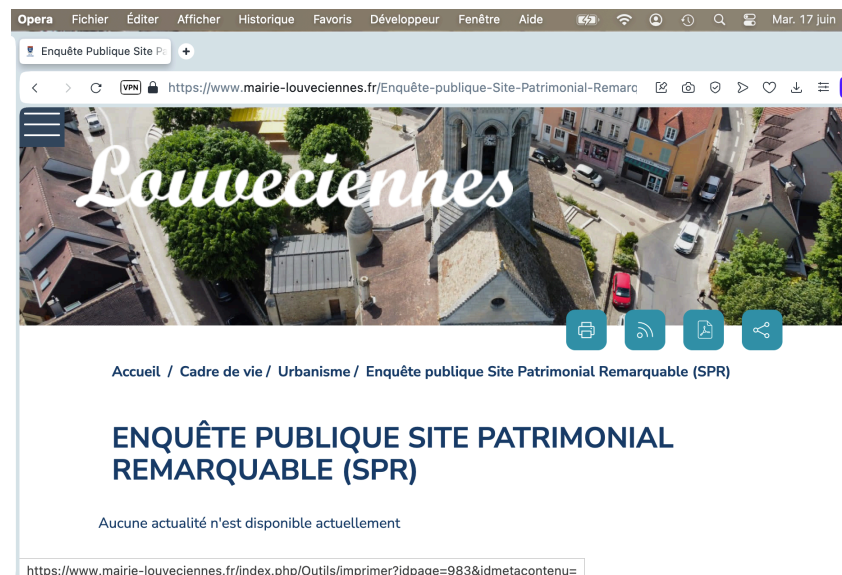 Opera Fichier Éditer Afficher Historique Favoris Développeur Fenêtre Aide Mar. 17 juin
Enquête Publique Site Pa
VPN https://www.mairie-louveciennes.fr/Enquête-publique-Site-Patrimonial-Remarq
Louveciennes
Accueil / Cadre de vie / Urbanisme / Enquête publique Site Patrimonial Remarquable (SPR)
ENQUÊTE PUBLIQUE SITE PATRIMONIAL
REMARQUABLE (SPR)
Aucune actualité n'est disponible actuellement
https://www.mairie-louveciennes.fr/index.php/Outils/imprimer?idpage=983&idmetacontenu=